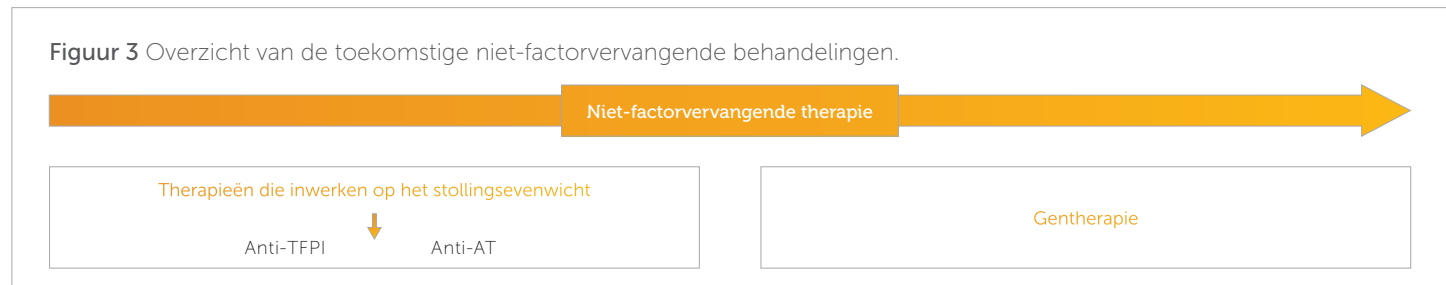 Figuur 3 Overzicht van de toekomstige niet-factorvervangende behandelingen.
Niet-factorvervangende therapie
Therapieën die inwerken op het stollingsevenwicht
Anti-TFPI Anti-AT
Gentherapie